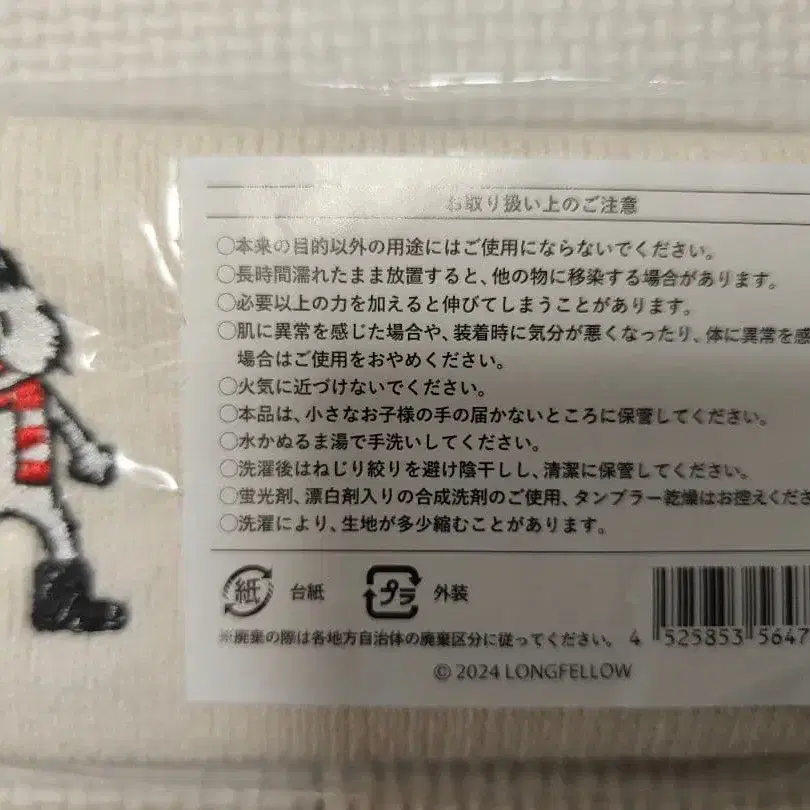 お取り扱い上のご注意
○本来の目的以外の用途にはご使用にならないでください。
○長時間濡れたまま放置すると、他の物に移染する場合があります。
○必要以上の力を加えると伸びてしまうことがあります。
○肌に異常を感じた場合や、装着時に気分が悪くなったり、体に異常を感
場合はご使用をおやめください。
○火気に近づけないでください。
○本品は、小さなお子様の手の届かないところに保管してください。
○水かぬるま湯で手洗いしてください。
○洗濯後はねじり絞りを避け陰干しし、清潔に保管してください。
○蛍光剤、漂白剤入りの合成洗剤のご使用、タンブラー乾燥はお控えくださ
○洗濯により、生地が多少縮むことがあります。
紙 台紙 プラ 外装
※廃棄の際は各地方自治体の廃棄区分に従ってください。 4 525853 5647
© 2024 LONGFELLOW